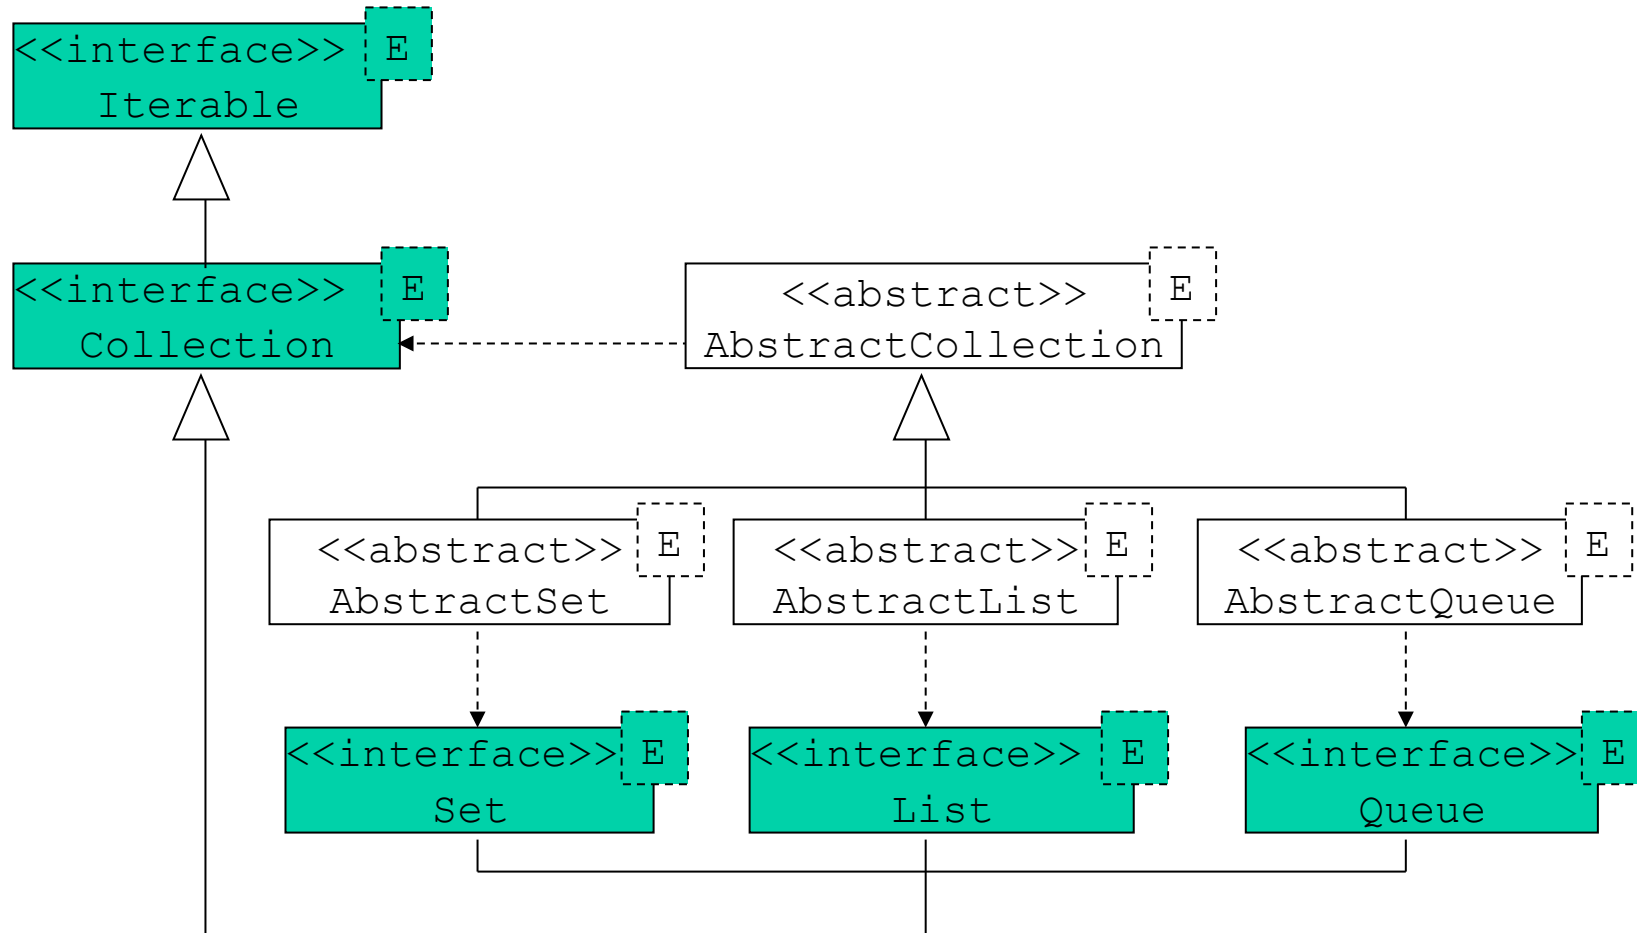 <<interface>> E
Iterable
<<interface>> E
Collection
<<abstract>> E
AbstractCollection
<<abstract>> E
AbstractSet
<<abstract>> E
AbstractList
<<abstract>> E
AbstractQueue
<<interface>> E
Set
<<interface>> E
List
<<interface>> E
Queue